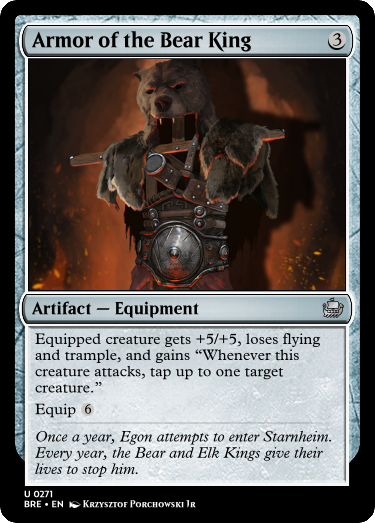 Armor of the Bear King 3
Artifact — Equipment
Equipped creature gets +5/+5, loses flying
and trample, and gains “Whenever this
creature attacks, tap up to one target
creature.”
Equip 6
Once a year, Egon attempts to enter Starnheim.
Every year, the Bear and Elk Kings give their
lives to stop him.
U 0271
BRE • EN Krzysztof Porchowski Jr